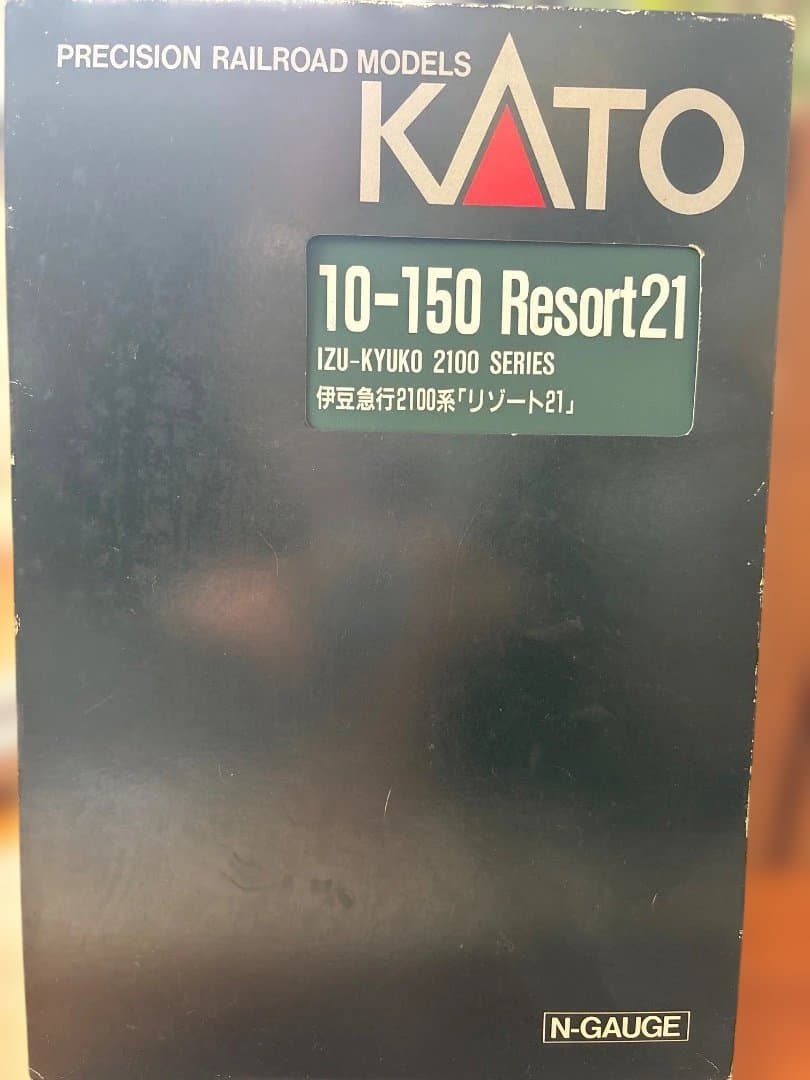 PRECISION RAILROAD MODELS
KATO
10-150 Resort21
IZU-KYUKO 2100 SERIES
伊豆急行2100系「リゾート21」
N-GAUGE